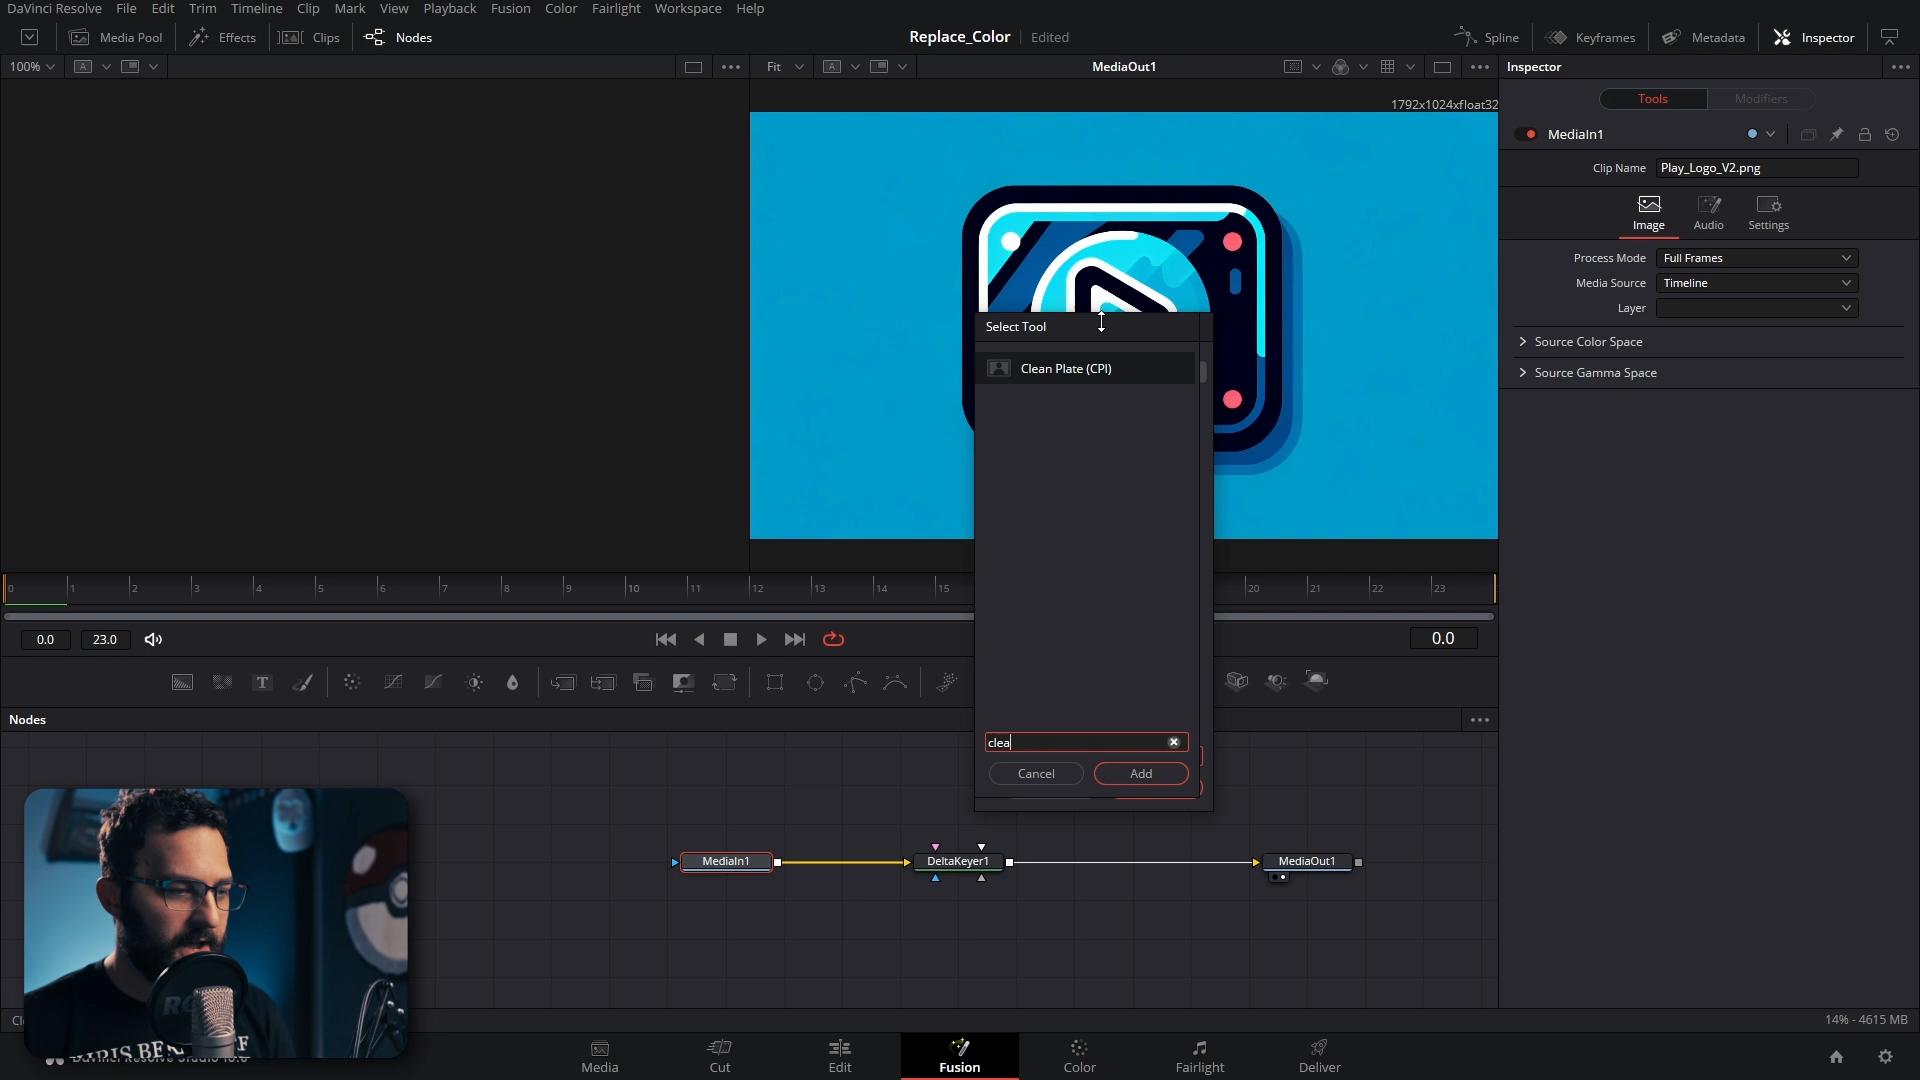 DaVinci Resolve File Edit Trim Timeline Clip Mark View Playback Fusion Color Fairlight Workspace Help
Media Pool Effects Clips Nodes Replace_Color Edited Spline Keyframes Metadata Inspector
100% A Fit A MediaOut1 Inspector
1792x1024xfloat32
Tools Modifiers
MediaIn1
Clip Name Play_Logo_V2.png
Image Audio Settings
Process Mode Full Frames
Media Source Timeline
Layer
Source Color Space
Source Gamma Space
Select Tool
Clean Plate (CPl)
0 1 2 3 4 5 6 7 8 9 10 11 12 13 14 15 20 21 22 23
0.0 23.0 0.0
T
Nodes
clea
Cancel Add
MediaIn1 DeltaKeyer1 MediaOut1
14% - 4615 MB
Media Cut Edit Fusion Color Fairlight Deliver